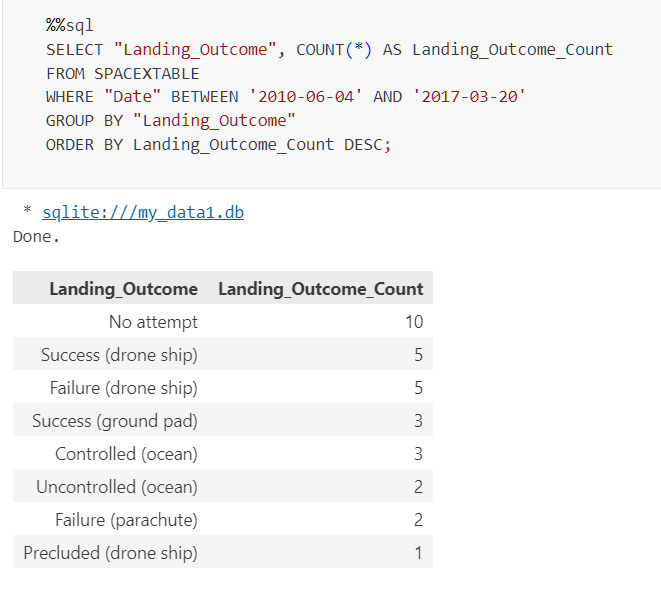 %%sql
SELECT "Landing_Outcome", COUNT(*) AS Landing_Outcome_Count
FROM SPACEXTABLE
WHERE "Date" BETWEEN '2010-06-04' AND '2017-03-20'
GROUP BY "Landing_Outcome"
ORDER BY Landing_Outcome_Count DESC;
* sqlite:///my_data1.db
Done.
Landing_Outcome Landing_Outcome_Count
No attempt 10
Success (drone ship) 5
Failure (drone ship) 5
Success (ground pad) 3
Controlled (ocean) 3
Uncontrolled (ocean) 2
Failure (parachute) 2
Precluded (drone ship) 1